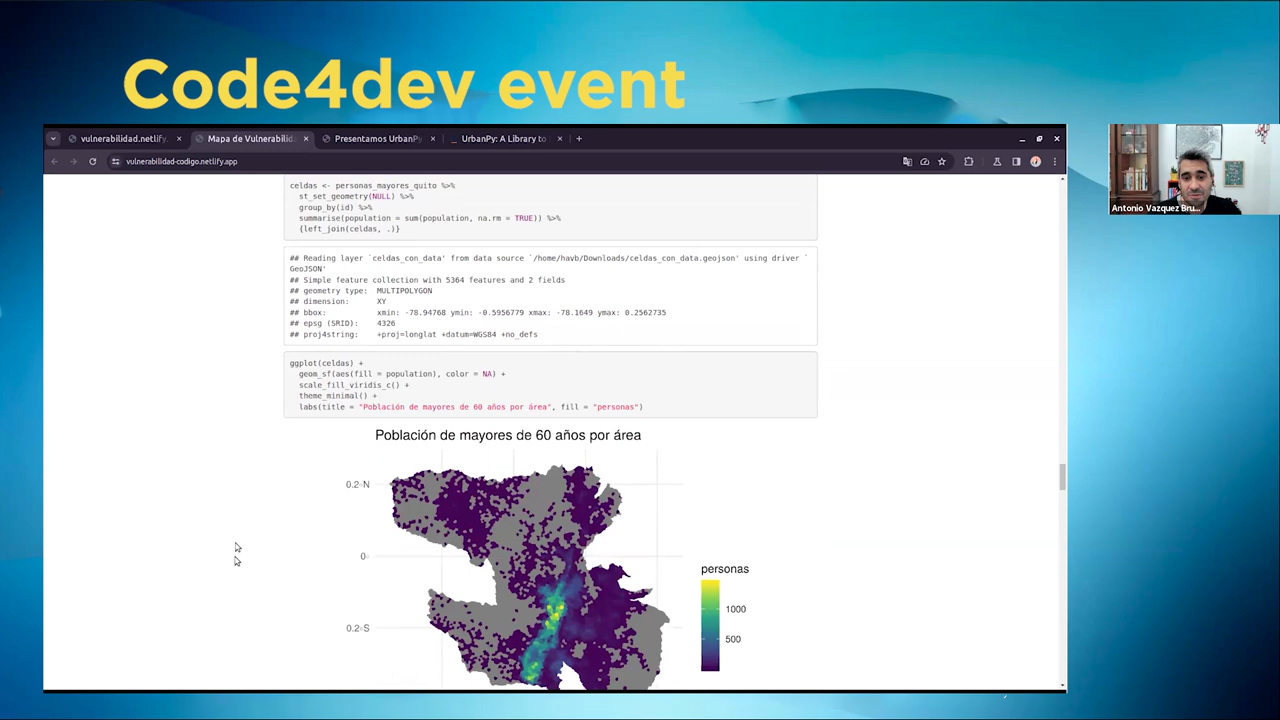 Code4dev event
vulnerabilidad.netlify.
Mapa de Vulnerabilid
Presentamos UrbanPy
UrbanPy: A Library to
vulnerabilidad-codigo.netlify.app
Antonio Vazquez Bru...
celdas <- personas_mayores_quito %>%
st_set_geometry(NULL) %>%
group_by(id) %>%
summarise(population = sum(population, na.rm = TRUE)) %>%
{left_join(celdas, .)}
## Reading layer `celdas_con_data' from data source `/home/havb/Downloads/celdas_con_data.geojson' using driver `
GeoJSON'
## Simple feature collection with 5364 features and 2 fields
## geometry type: MULTIPOLYGON
## dimension: XY
## bbox: xmin: -78.94768 ymin: -0.5956779 xmax: -78.1649 ymax: 0.2562735
## epsg (SRID): 4326
## proj4string: +proj=longlat +datum=WGS84 +no_defs
ggplot(celdas) +
geom_sf(aes(fill = population), color = NA) +
scale_fill_viridis_c() +
theme_minimal() +
labs(title = "Población de mayores de 60 años por área", fill = "personas")
Población de mayores de 60 años por área
0.2°N
0°
0.2°S
personas
1000
500